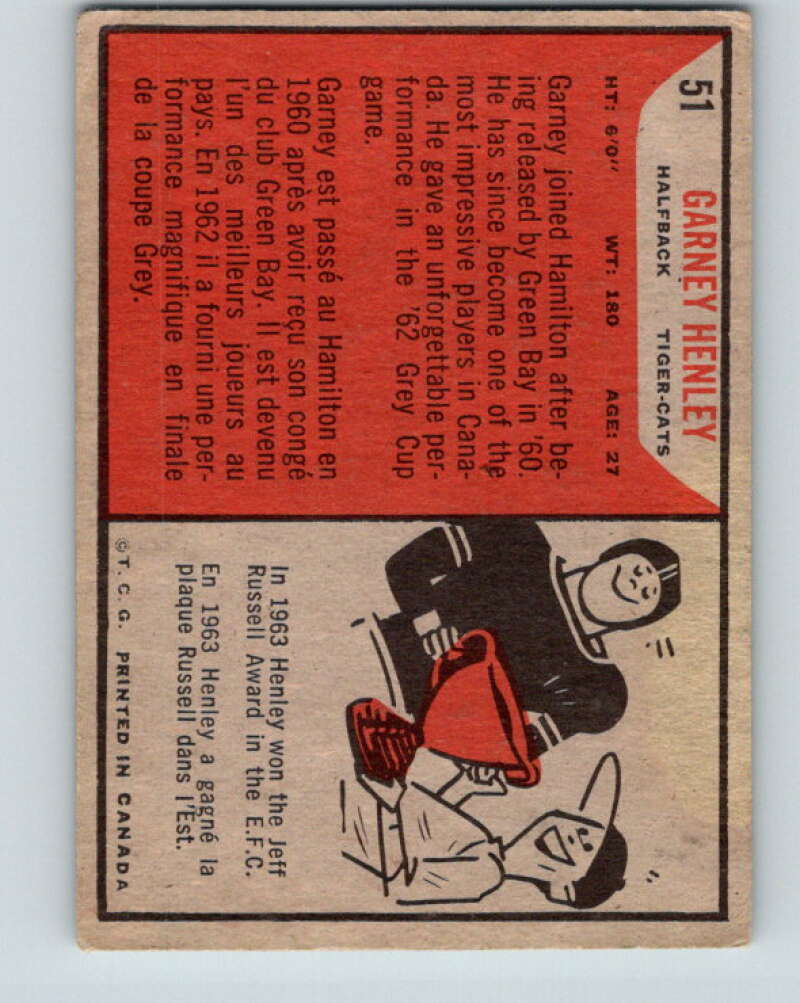 51
GARNEY HENLEY
HALFBACK TIGER-CATS
HT: 6'0" WT: 180 AGE: 27
Garney joined Hamilton after be-
ing released by Green Bay in '60.
He has since become one of the
most impressive players in Cana-
da. He gave an unforgettable per-
formance in the '62 Grey Cup
game.
Garney est passé au Hamilton en
1960 après avoir reçu son congé
du club Green Bay. Il est devenu
l'un des meilleurs joueurs au
pays. En 1962 il a fourni une per-
formance magnifique en finale
de la coupe Grey.
In 1963 Henley won the Jeff
Russell Award in the E.F.C.
En 1963 Henley a gagné la
plaque Russell dans l'Est.
©T. C. G. PRINTED IN CANADA